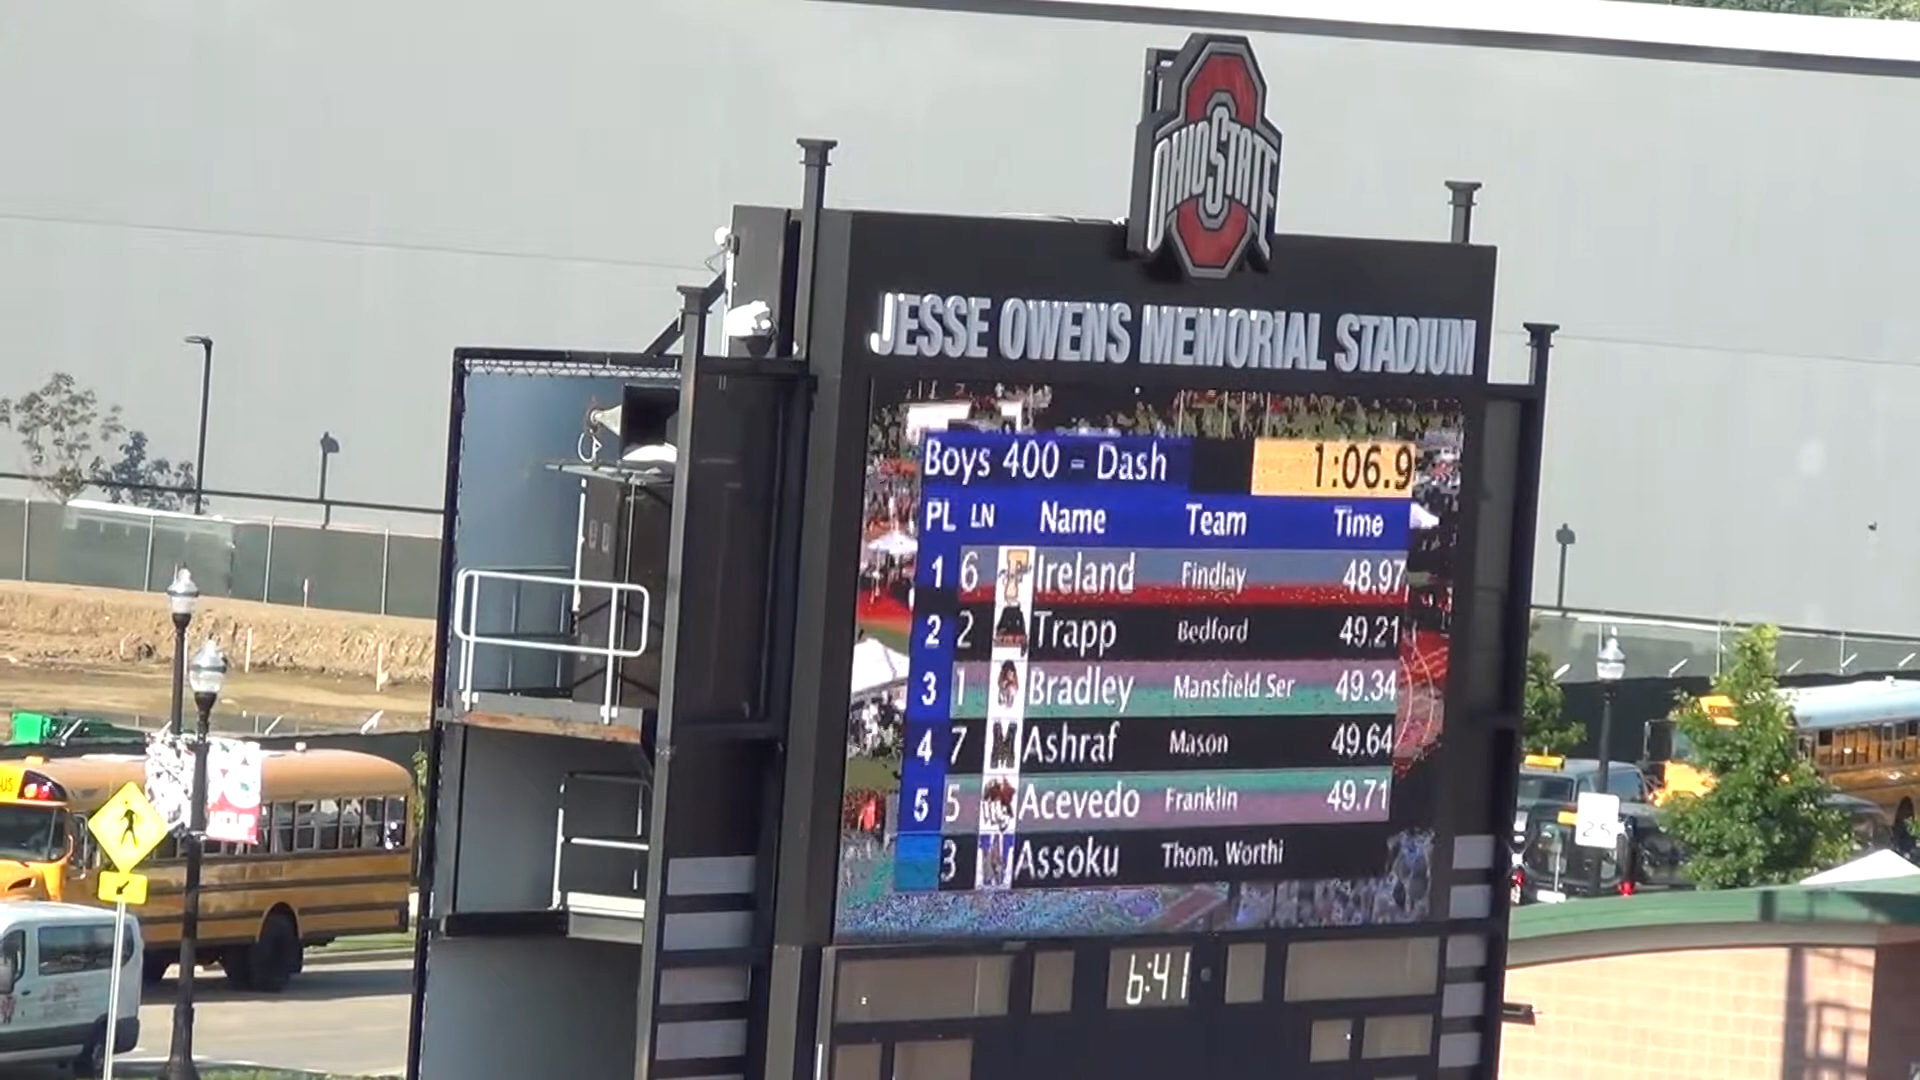 OHIO STATE
JESSE OWENS MEMORIAL STADIUM
Boys 400 - Dash 1:06.9
PL LN Name Team Time
1 6 F Ireland Findlay 48.97
2 2 Trapp Bedford 49.21
3 1 Bradley Mansfield Ser 49.34
4 7 M Ashraf Mason 49.64
5 5 Acevedo Franklin 49.71
3 Assoku Thom. Worthi
6:41
25